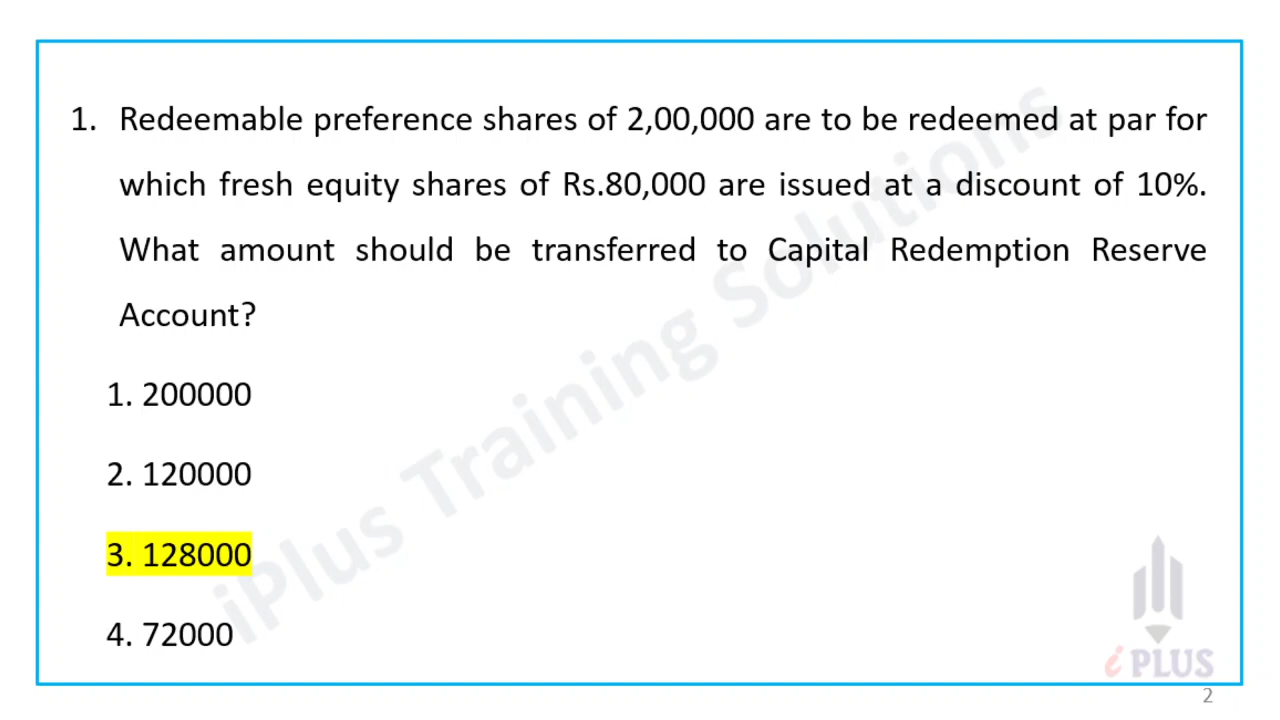 1. Redeemable preference shares of 2,00,000 are to be redeemed at par for
which fresh equity shares of Rs.80,000 are issued at a discount of 10%.
What amount should be transferred to Capital Redemption Reserve
Account?
1. 200000
2. 120000
3. 128000
4. 72000
iPlus Training Solutions
i PLUS
2